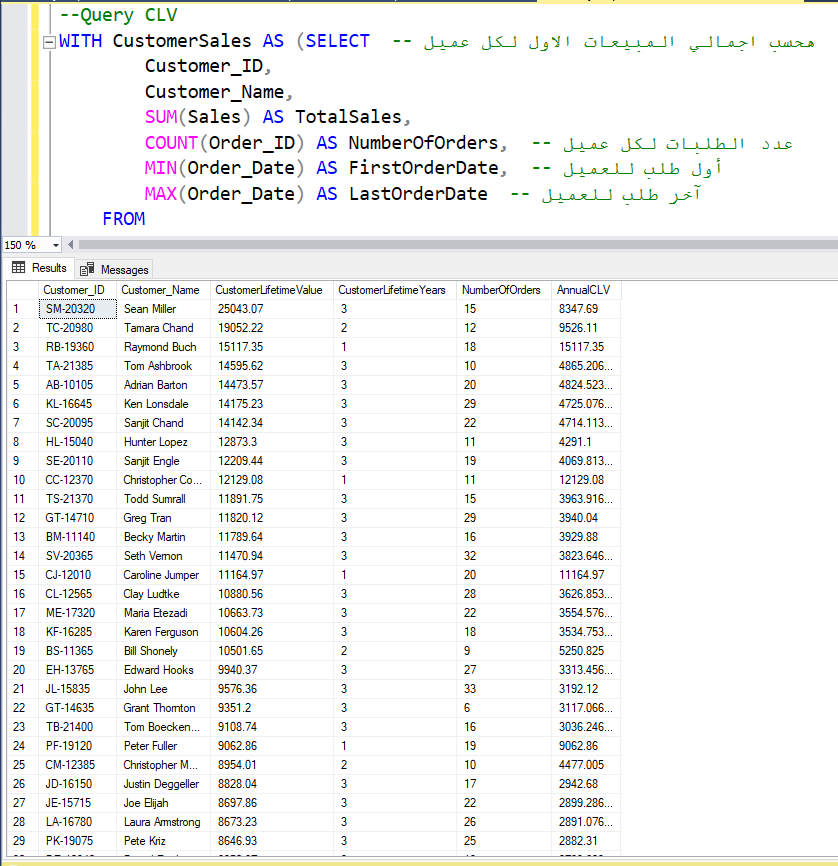 --Query CLV
WITH CustomerSales AS (SELECT -- هحسب اجمالي المبيعات الاول لكل عميل
Customer_ID,
Customer_Name,
SUM(Sales) AS TotalSales,
COUNT(Order_ID) AS NumberOfOrders, -- عدد الطلبات لكل عميل
MIN(Order_Date) AS FirstOrderDate, -- أول طلب للعميل
MAX(Order_Date) AS LastOrderDate -- آخر طلب للعميل
FROM
150 %
Results Messages
Customer_ID Customer_Name CustomerLifetimeValue CustomerLifetimeYears NumberOfOrders AnnualCLV
1 SM-20320 Sean Miller 25043.07 3 15 8347.69
2 TC-20980 Tamara Chand 19052.22 2 12 9526.11
3 RB-19360 Raymond Buch 15117.35 1 18 15117.35
4 TA-21385 Tom Ashbrook 14595.62 3 10 4865.206...
5 AB-10105 Adrian Barton 14473.57 3 20 4824.523...
6 KL-16645 Ken Lonsdale 14175.23 3 29 4725.076...
7 SC-20095 Sanjit Chand 14142.34 3 22 4714.113...
8 HL-15040 Hunter Lopez 12873.3 3 11 4291.1
9 SE-20110 Sanjit Engle 12209.44 3 19 4069.813...
10 CC-12370 Christopher Co... 12129.08 1 11 12129.08
11 TS-21370 Todd Sumrall 11891.75 3 15 3963.916...
12 GT-14710 Greg Tran 11820.12 3 29 3940.04
13 BM-11140 Becky Martin 11789.64 3 16 3929.88
14 SV-20365 Seth Vernon 11470.94 3 32 3823.646...
15 CJ-12010 Caroline Jumper 11164.97 1 20 11164.97
16 CL-12565 Clay Ludtke 10880.56 3 28 3626.853...
17 ME-17320 Maria Etezadi 10663.73 3 22 3554.576...
18 KF-16285 Karen Ferguson 10604.26 3 18 3534.753...
19 BS-11365 Bill Shonely 10501.65 2 9 5250.825
20 EH-13765 Edward Hooks 9940.37 3 27 3313.456...
21 JL-15835 John Lee 9576.36 3 33 3192.12
22 GT-14635 Grant Thornton 9351.2 3 6 3117.066...
23 TB-21400 Tom Boecken... 9108.74 3 16 3036.246...
24 PF-19120 Peter Fuller 9062.86 1 19 9062.86
25 CM-12385 Christopher M... 8954.01 2 10 4477.005
26 JD-16150 Justin Deggeller 8828.04 3 17 2942.68
27 JE-15715 Joe Elijah 8697.86 3 22 2899.286...
28 LA-16780 Laura Armstrong 8673.23 3 26 2891.076...
29 PK-19075 Pete Kriz 8646.93 3 25 2882.31